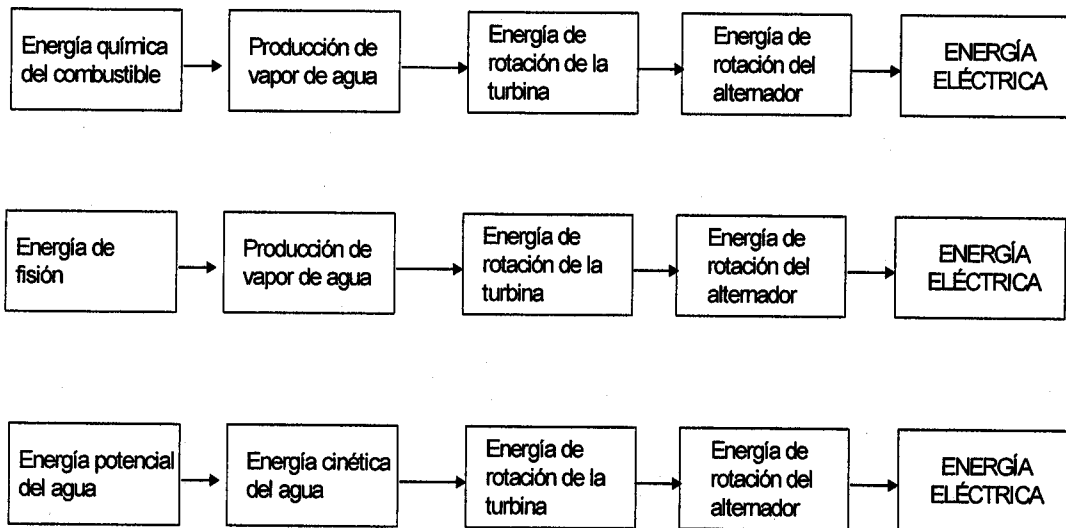 Energía química
del combustible
Producción de
vapor de agua
Energía de
rotación de la
turbina
Energía de
rotación del
alternador
ENERGÍA
ELÉCTRICA
Energía de
fisión
Producción de
vapor de agua
Energía de
rotación de la
turbina
Energía de
rotación del
alternador
ENERGÍA
ELÉCTRICA
Energía potencial
del agua
Energía cinética
del agua
Energía de
rotación de la
turbina
Energía de
rotación del
alternador
ENERGÍA
ELÉCTRICA